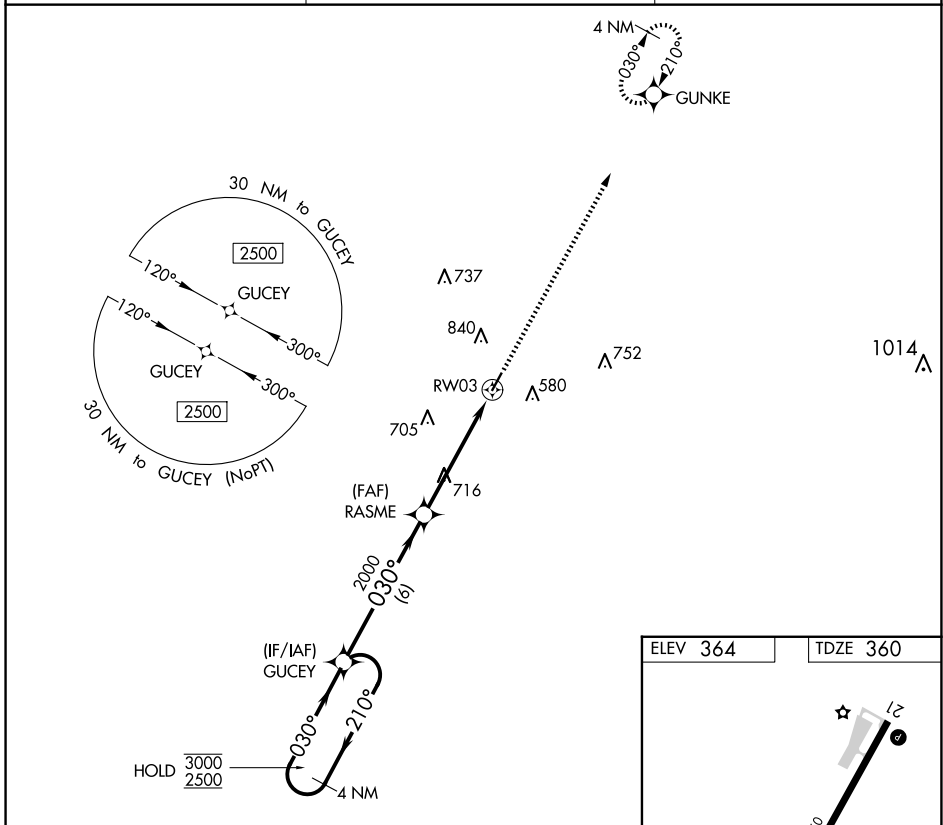 4 NM
030°
210°
GUNKE
30 NM to GUCEY
2500
120°
GUCEY
300°
120°
GUCEY
300°
2500
30 NM to GUCEY (NoPT)
737
840
752
1014
RW03
580
705
716
(FAF)
RASME
2000
030°
(6)
(IF/IAF)
GUCEY
030°
210°
HOLD 3000
2500
4 NM
ELEV 364
TDZE 360
21
P